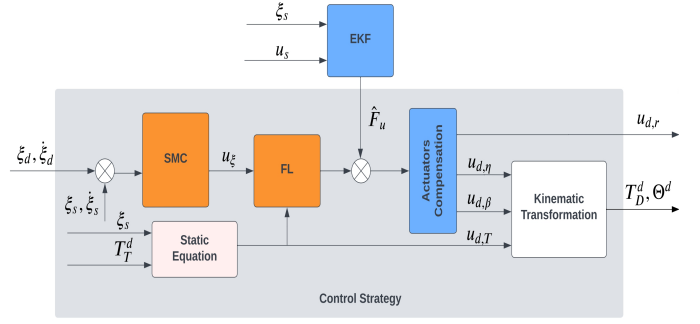 ξ_s
u_s
EKF
F̂_u
ξ_d, ξ̇_d
SMC
u_ξ
FL
Actuators
Compensation
u_{d,r}
u_{d,η}
u_{d,β}
u_{d,T}
Kinematic
Transformation
T_D^d, Θ^d
ξ_s, ξ̇_s
ξ_s
T_T^d
Static
Equation
Control Strategy